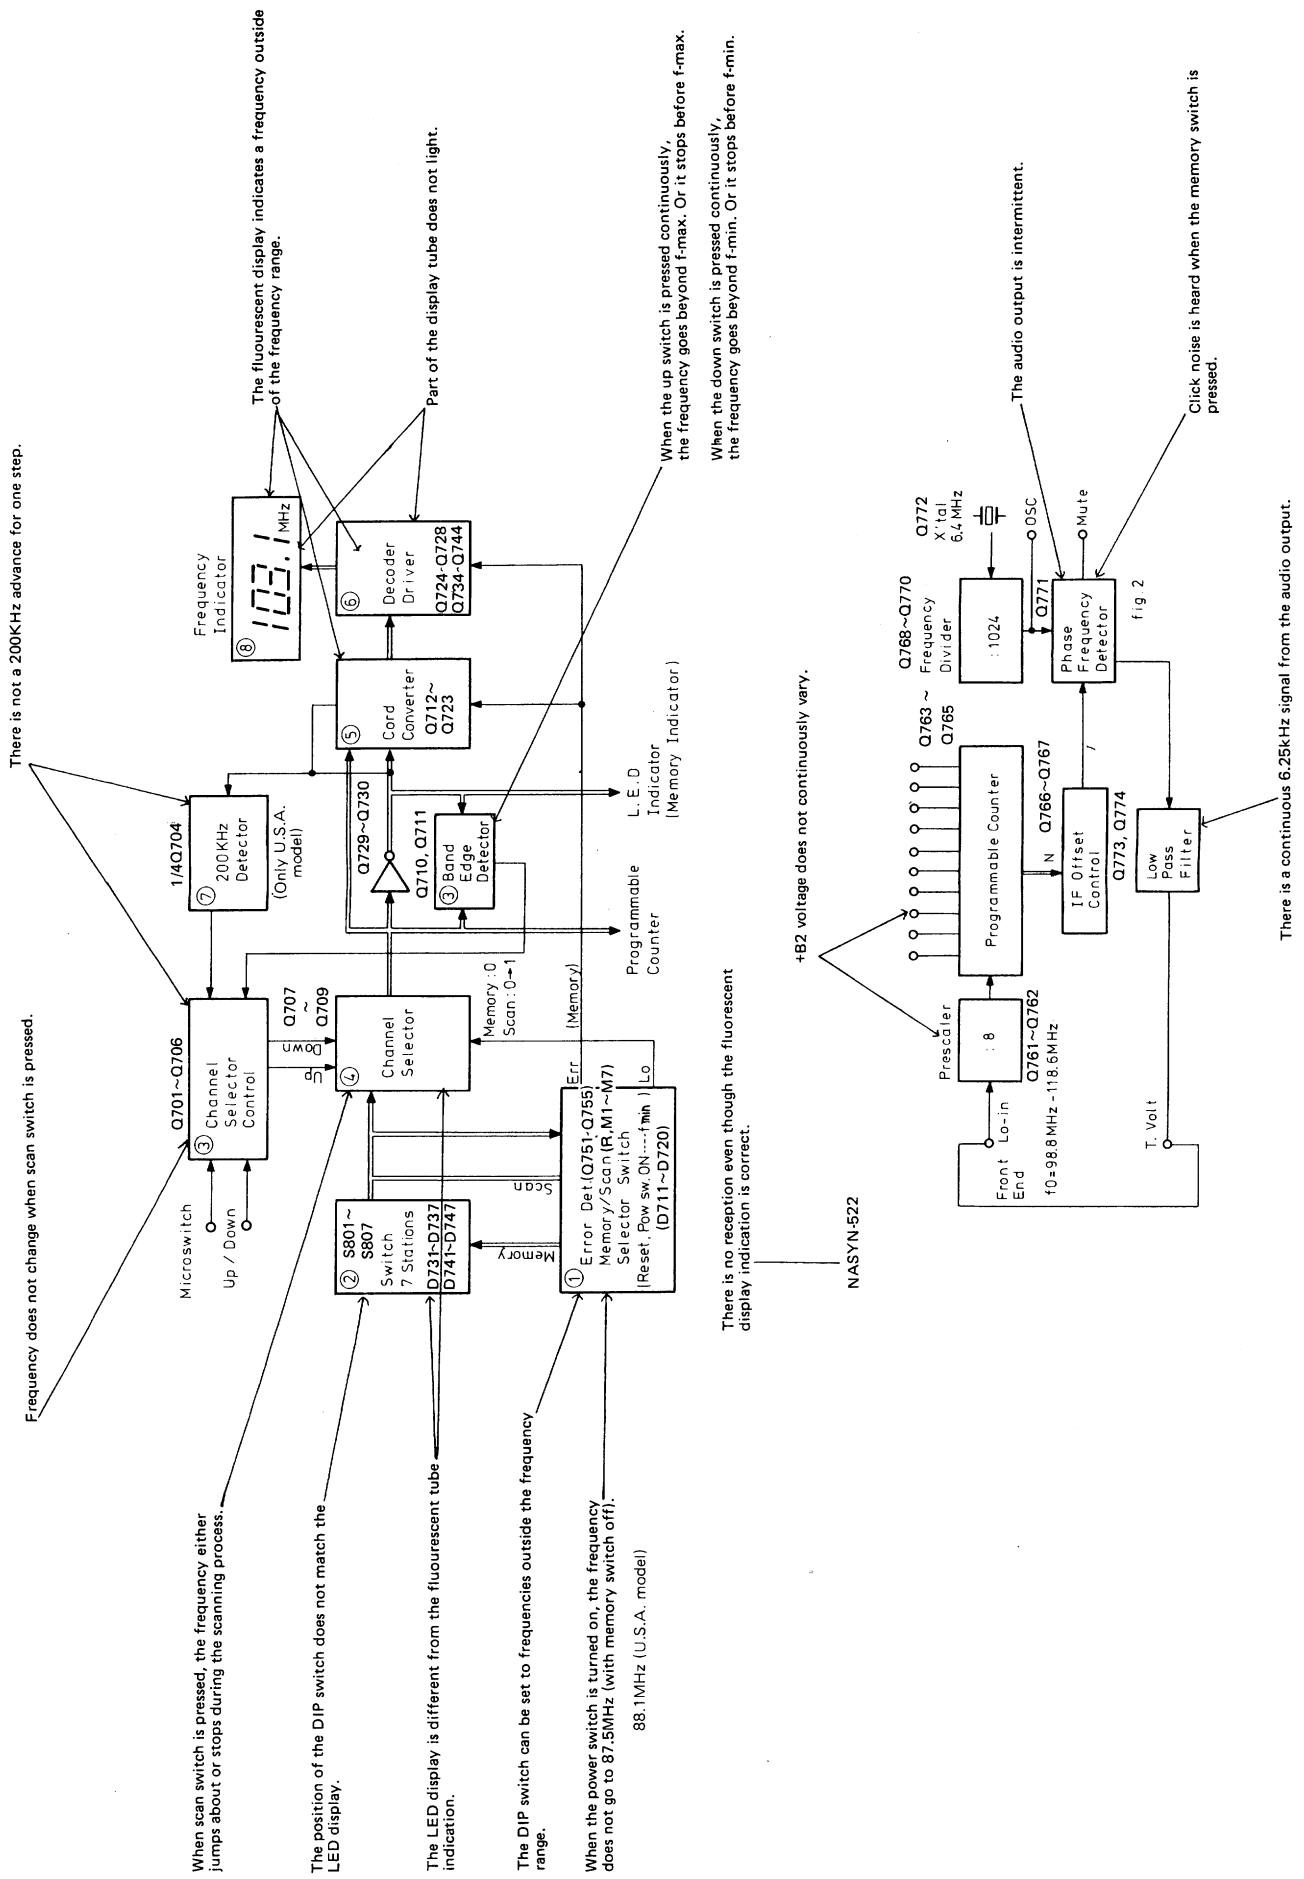 There is not a 200KHz advance for one step.
Frequency does not change when scan switch is pressed.
The fluourescent display indicates a frequency outside
of the frequency range.
Part of the display tube does not light.
When the up switch is pressed continuously,
the frequency goes beyond f-max. Or it stops before f-max.
When the down switch is pressed continuously,
the frequency goes beyond f-min. Or it stops before f-min.
When scan switch is pressed, the frequency either
jumps about or stops during the scanning process.
The position of the DIP switch does not match the
LED display.
The LED display is different from the fluourescent tube
indication.
The DIP switch can be set to frequencies outside the frequency
range.
When the power switch is turned on, the frequency
does not go to 87.5MHz (with memory switch off).
88.1MHz (U.S.A. model)
Microswitch
Up / Down
Q701~Q706
③ Channel
Selector
Control
1/4Q704
⑦ 200KHz
Detector
(Only U.S.A.
model)
Frequency
Indicator
⑧ 103.1 MHz
Up
Down
Q707
~
Q709
④ Channel
Selector
Q729~Q730
Q710, Q711
③ Band
Edge
Detector
⑤ Cord
Converter
Q712~
Q723
⑥ Decoder
Driver
Q724-Q728
Q734-Q744
② S801~
S807
Switch
7 Stations
D731~D737
D741~D747
Memory
Scan
Memory : 0
Scan : 0→1
(Memory)
Err
Lo
① Error Det.(Q751-Q755)
Memory/Scan(R,M1~M7)
Selector Switch
(Reset, Pow sw. ON----fmin )
(D711~D720)
Programmable
Counter
L. E. D
Indicator
(Memory Indicator)
There is no reception even though the fluorescent
display indication is correct.
NASYN-522
+B2 voltage does not continuously vary.
Front
End
Lo-in
f0=98.8MHz-118.6MHz
Prescaler
: 8
Q761~Q762
Programmable Counter
Q763 ~
Q765
N
Q766~Q767
IF Offset
Control
Q773, Q774
Q768~Q770
Frequency
Divider
: 1024
Q772
X'tal
6.4 MHz
OSC
Mute
Q771
Phase
Frequency
Detector
fig. 2
Low
Pass
Filter
T. Volt
The audio output is intermittent.
Click noise is heard when the memory switch is
pressed.
There is a continuous 6.25kHz signal from the audio output.